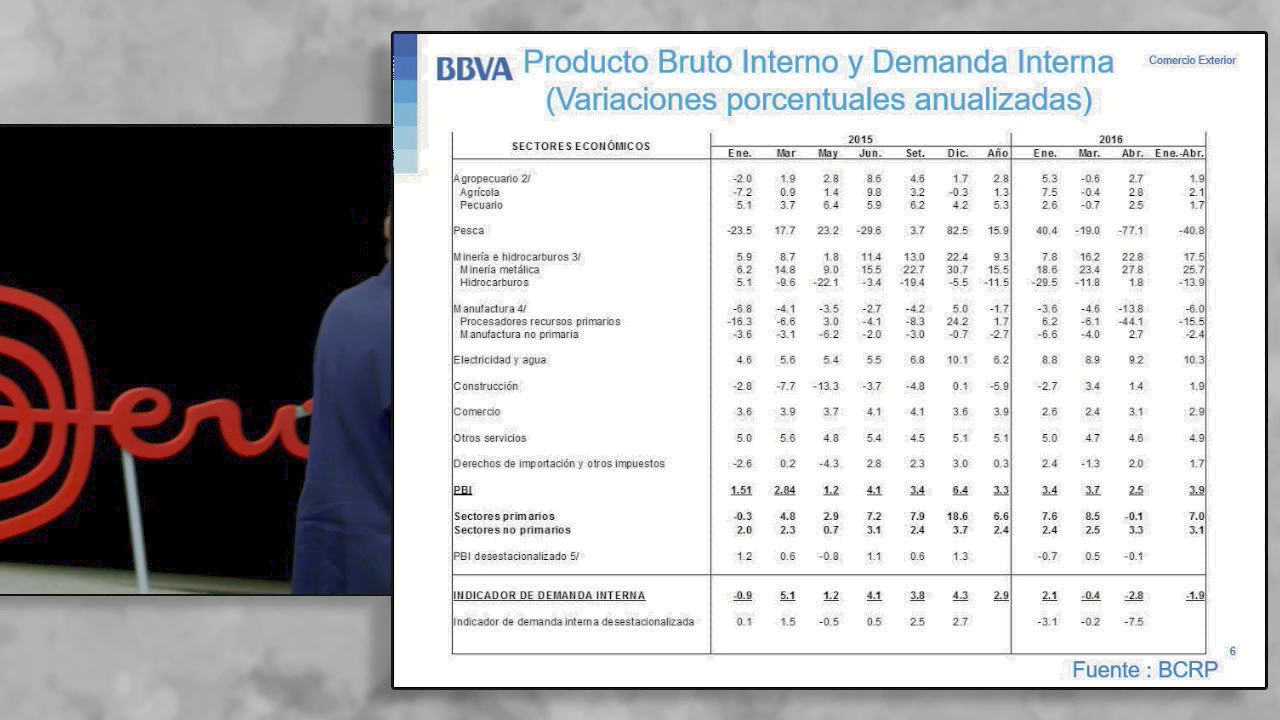 BBVA
Producto Bruto Interno y Demanda Interna
Comercio Exterior
(Variaciones porcentuales anualizadas)
SECTORES ECONÓMICOS 2015 2016
Ene. Mar May Jun. Set. Dic. Año Ene. Mar. Abr. Ene.-Abr.
Agropecuario 2/ -2.0 1.9 2.8 8.6 4.6 1.7 2.8 5.3 -0.6 2.7 1.9
Agrícola -7.2 0.9 1.4 9.8 3.2 -0.3 1.3 7.5 -0.4 2.8 2.1
Pecuario 5.1 3.7 6.4 5.9 6.2 4.2 5.3 2.6 -0.7 2.5 1.7
Pesca -23.5 17.7 23.2 -29.6 3.7 82.5 15.9 40.4 -19.0 -77.1 -40.8
Minería e hidrocarburos 3/ 5.9 8.7 1.8 11.4 13.0 22.4 9.3 7.8 16.2 22.8 17.5
Minería metálica 6.2 14.8 9.0 15.5 22.7 30.7 15.5 18.6 23.4 27.8 25.7
Hidrocarburos 5.1 -9.6 -22.1 -3.4 -19.4 -5.5 -11.5 -29.5 -11.8 1.8 -13.9
Manufactura 4/ -6.8 -4.1 -3.5 -2.7 -4.2 5.0 -1.7 -3.6 -4.6 -13.8 -6.0
Procesadores recursos primarios -16.3 -6.6 3.0 -4.1 -8.3 24.2 1.7 6.2 -6.1 -44.1 -15.5
Manufactura no primaria -3.6 -3.1 -6.2 -2.0 -3.0 -0.7 -2.7 -6.6 -4.0 2.7 -2.4
Electricidad y agua 4.6 5.6 5.4 5.5 6.8 10.1 6.2 8.8 8.9 9.2 10.3
Construcción -2.8 -7.7 -13.3 -3.7 -4.8 0.1 -5.9 -2.7 3.4 1.4 1.9
Comercio 3.6 3.9 3.7 4.1 4.1 3.6 3.9 2.6 2.4 3.1 2.9
Otros servicios 5.0 5.6 4.8 5.4 4.5 5.1 5.1 5.0 4.7 4.6 4.9
Derechos de importación y otros impuestos -2.6 0.2 -4.3 2.8 2.3 3.0 0.3 2.4 -1.3 2.0 1.7
PBI 1.51 2.84 1.2 4.1 3.4 6.4 3.3 3.4 3.7 2.5 3.9
Sectores primarios -0.3 4.8 2.9 7.2 7.9 18.6 6.6 7.6 8.5 -0.1 7.0
Sectores no primarios 2.0 2.3 0.7 3.1 2.4 3.7 2.4 2.4 2.5 3.3 3.1
PBI desestacionalizado 5/ 1.2 0.6 -0.8 1.1 0.6 1.3 -0.7 0.5 -0.1
INDICADOR DE DEMANDA INTERNA -0.9 5.1 1.2 4.1 3.8 4.3 2.9 2.1 -0.4 -2.8 -1.9
Indicador de demanda interna desestacionalizada 0.1 1.5 -0.5 0.5 2.5 2.7 -3.1 -0.2 -7.5
6
Fuente : BCRP